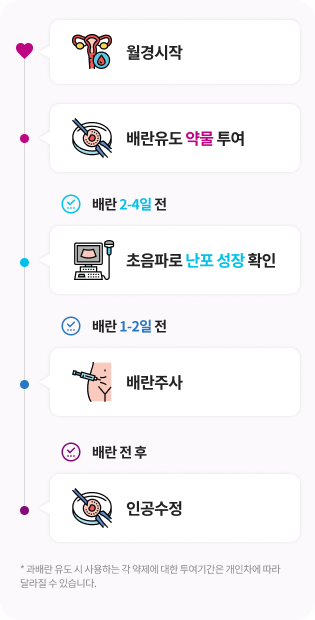 월경시작
배란유도 약물 투여
배란 2-4일 전
초음파로 난포 성장 확인
배란 1-2일 전
배란주사
배란 전 후
인공수정
* 과배란 유도 시 사용하는 각 약제에 대한 투여기간은 개인차에 따라
달라질 수 있습니다.